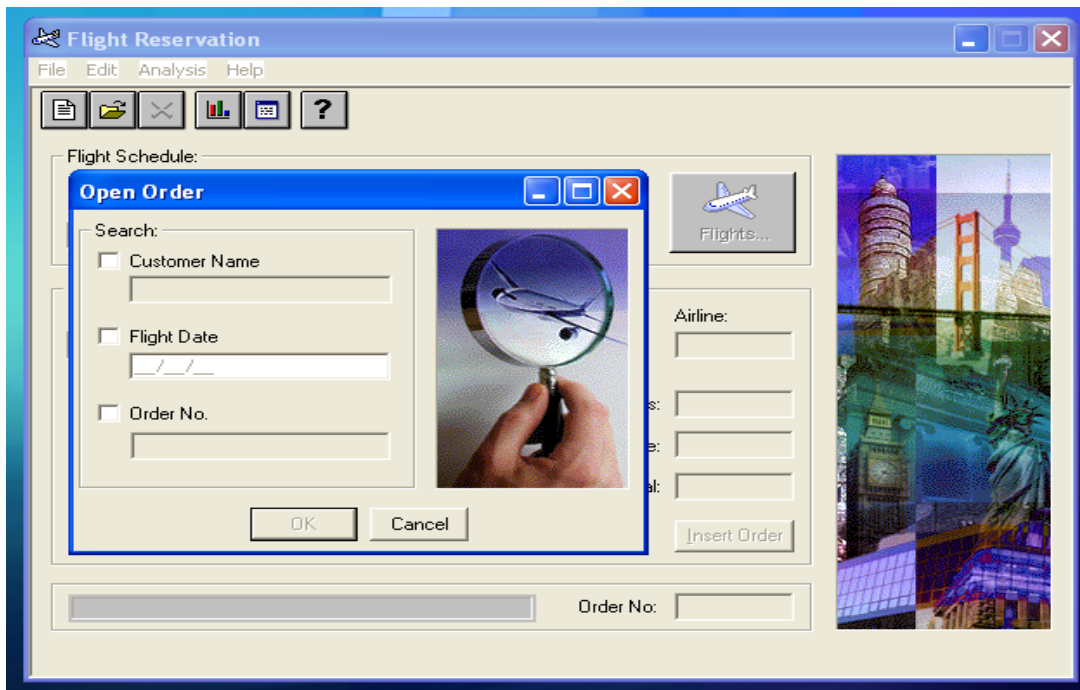 Flight Reservation
File Edit Analysis Help
?
Flight Schedule:
Open Order
Flights...
Search:
Customer Name
Flight Date
__/__/__
Order No.
Airline:
s:
e:
al:
OK Cancel
Insert Order
Order No: